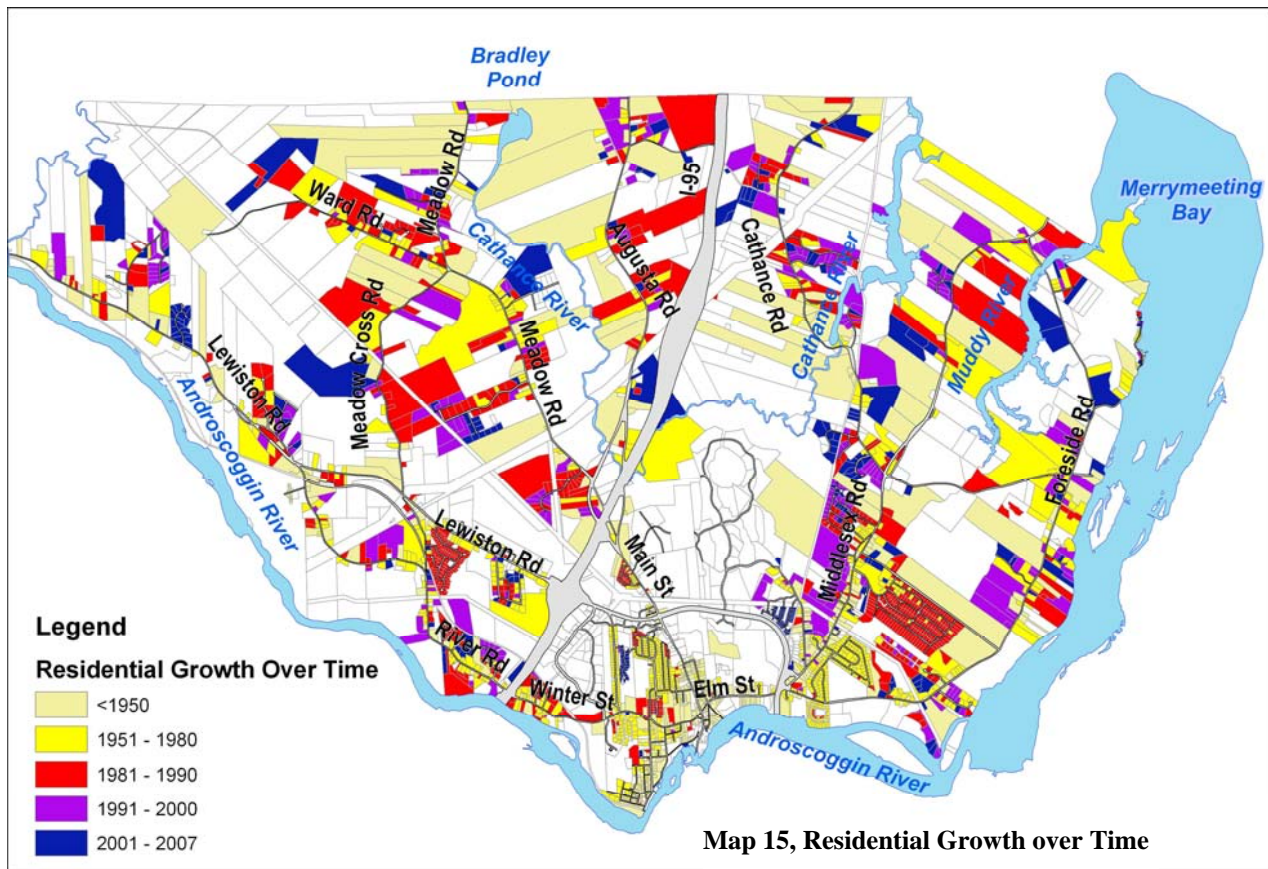 Bradley
Pond
Merrymeeting
Bay
Meadow Rd
Ward Rd
I-95
Cathance River
Augusta Rd
Cathance Rd
Cathance River
Muddy River
Meadow Cross Rd
Meadow Rd
Lewiston Rd
Androscoggin River
Foreside Rd
Middlesex Rd
Lewiston Rd
Main St
River Rd
Winter St
Elm St
Androscoggin River
Legend
Residential Growth Over Time
<1950
1951 - 1980
1981 - 1990
1991 - 2000
2001 - 2007
Map 15, Residential Growth over Time